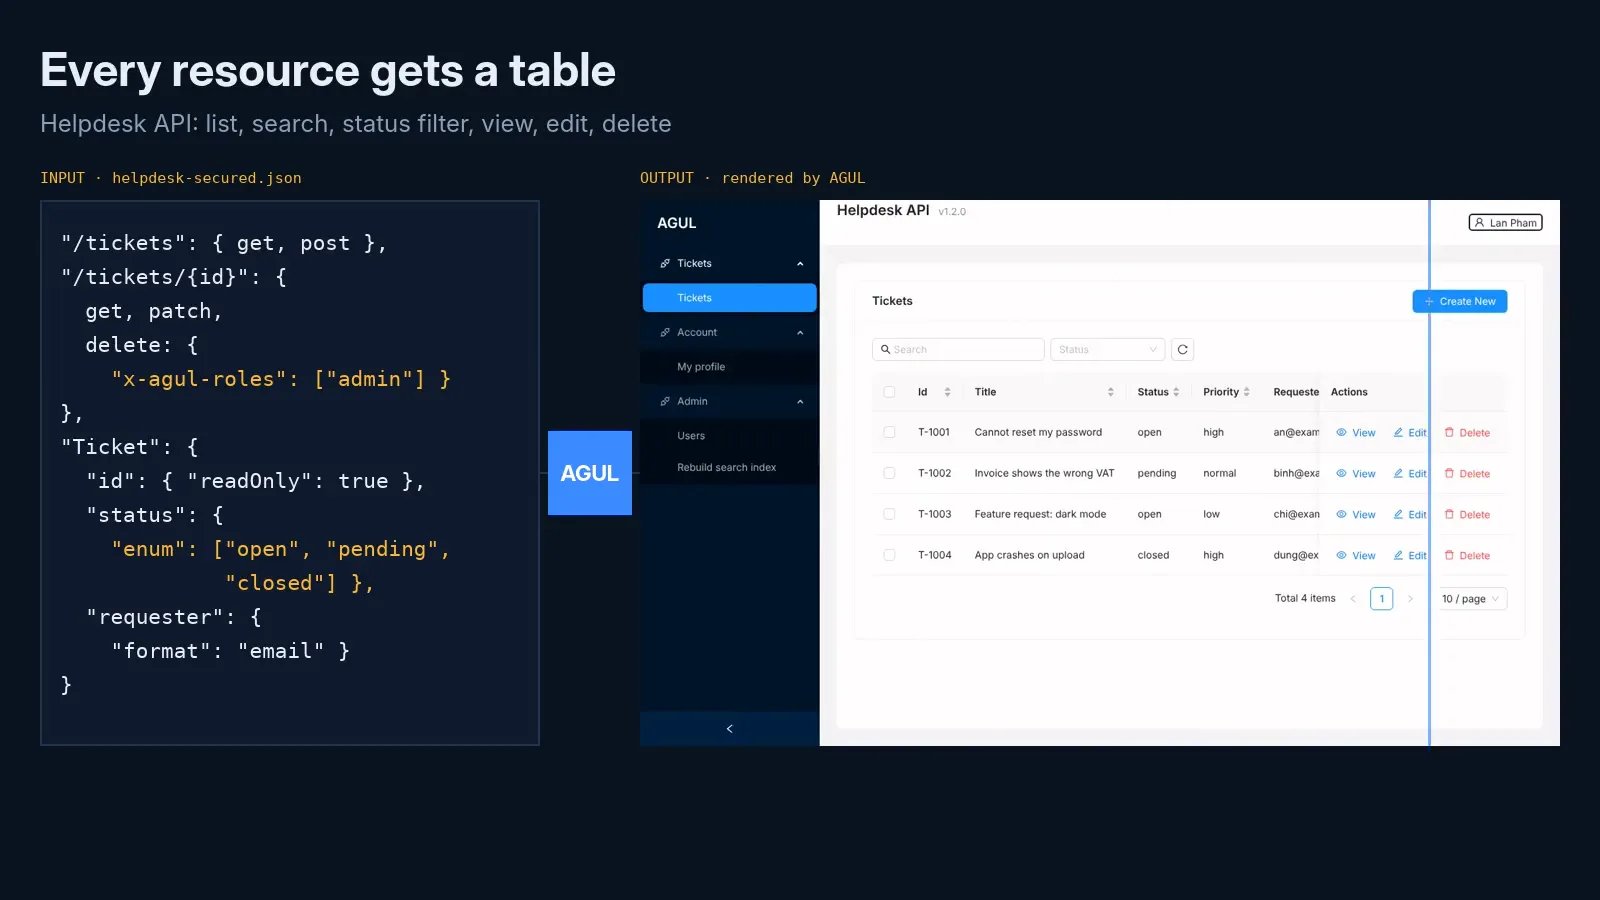 Every resource gets a table
Helpdesk API: list, search, status filter, view, edit, delete
INPUT · helpdesk-secured.json
"/tickets": { get, post },
"/tickets/{id}": {
get, patch,
delete: {
"x-agul-roles": ["admin"] }
},
"Ticket": {
"id": { "readOnly": true },
"status": {
"enum": ["open", "pending",
"closed"] },
"requester": {
"format": "email" }
}
AGUL
OUTPUT · rendered by AGUL
AGUL
Tickets
Tickets
Account
My profile
Admin
Users
Rebuild search index
<
Helpdesk API v1.2.0
Lan Pham
Tickets
+ Create New
Search Status
Id Title Status Priority Requeste Actions
T-1001 Cannot reset my password open high an@exam View Edit Delete
T-1002 Invoice shows the wrong VAT pending normal binh@exa View Edit Delete
T-1003 Feature request: dark mode open low chi@exan View Edit Delete
T-1004 App crashes on upload closed high dung@ex View Edit Delete
Total 4 items < 1 > 10 / page